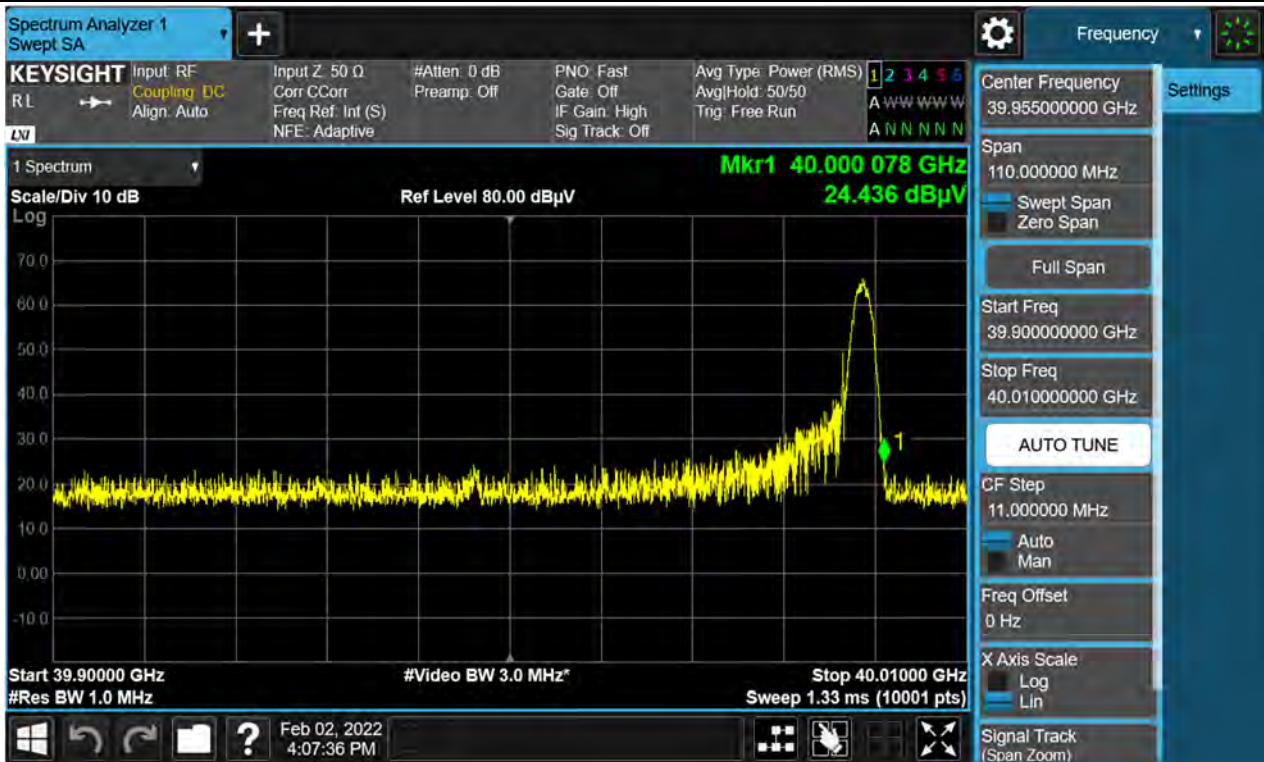 Spectrum Analyzer 1
Swept SA
+
Frequency
KEYSIGHT
RL
LXI
Input: RF
Coupling: DC
Align: Auto
Input Z: 50 Ω
Corr CCorr
Freq Ref: Int (S)
NFE: Adaptive
#Atten: 0 dB
Preamp: Off
PNO: Fast
Gate: Off
IF Gain: High
Sig Track: Off
Avg Type: Power (RMS)
Avg|Hold: 50/50
Trig: Free Run
1 2 3 4 5 6
A W W W W W
A N N N N N
1 Spectrum
Mkr1 40.000 078 GHz
24.436 dBµV
Scale/Div 10 dB
Ref Level 80.00 dBµV
Log
70.0
60.0
50.0
40.0
30.0
20.0
10.0
0.00
-10.0
1
Start 39.90000 GHz
#Video BW 3.0 MHz*
Stop 40.01000 GHz
#Res BW 1.0 MHz
Sweep 1.33 ms (10001 pts)
?
Feb 02, 2022
4:07:36 PM
Center Frequency
39.955000000 GHz
Span
110.000000 MHz
Swept Span
Zero Span
Full Span
Start Freq
39.900000000 GHz
Stop Freq
40.010000000 GHz
AUTO TUNE
CF Step
11.000000 MHz
Auto
Man
Freq Offset
0 Hz
X Axis Scale
Log
Lin
Signal Track
(Span Zoom)
Settings